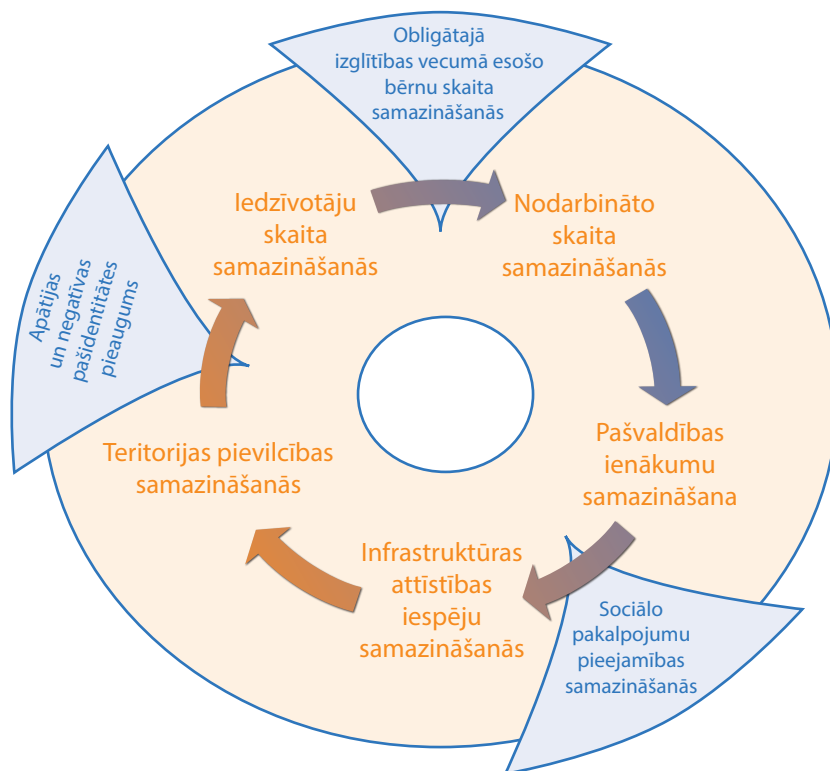 Obligātajā
izglītības vecumā esošo
bērnu skaita
samazināšanās
Iedzīvotāju
skaita
samazināšanās
Nodarbināto
skaita
samazināšanās
Apātijas
un negatīvas
pašidentitātes
pieaugums
Pašvaldības
ienākumu
samazināšana
Teritorijas pievilcības
samazināšanās
Infrastruktūras
attīstības
iespēju
samazināšanās
Sociālo
pakalpojumu
pieejamības
samazināšanās